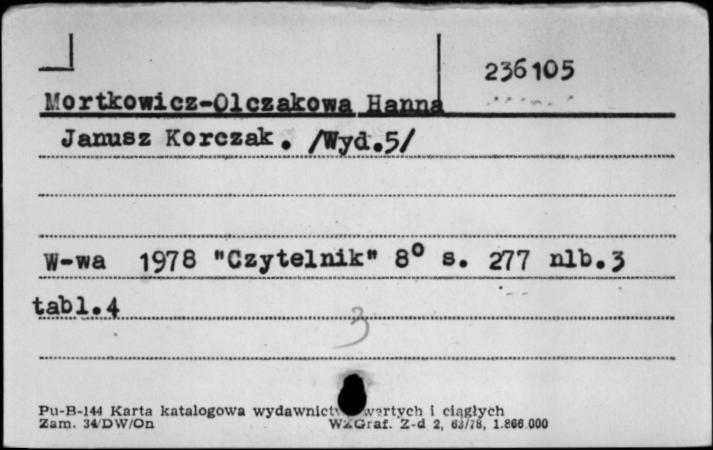 236105
Mortkowicz-Olczakowa Hanna
Janusz Korczak. /Wyd.5/
W-wa 1978 "Czytelnik" 8° s. 277 nlb.3
tabl.4
3
Pu-B-144 Karta katalogowa wydawnictw zwartych i ciągłych
Zam. 34/DW/On WZGraf. Z-d 2, 63/78, 1.866.000